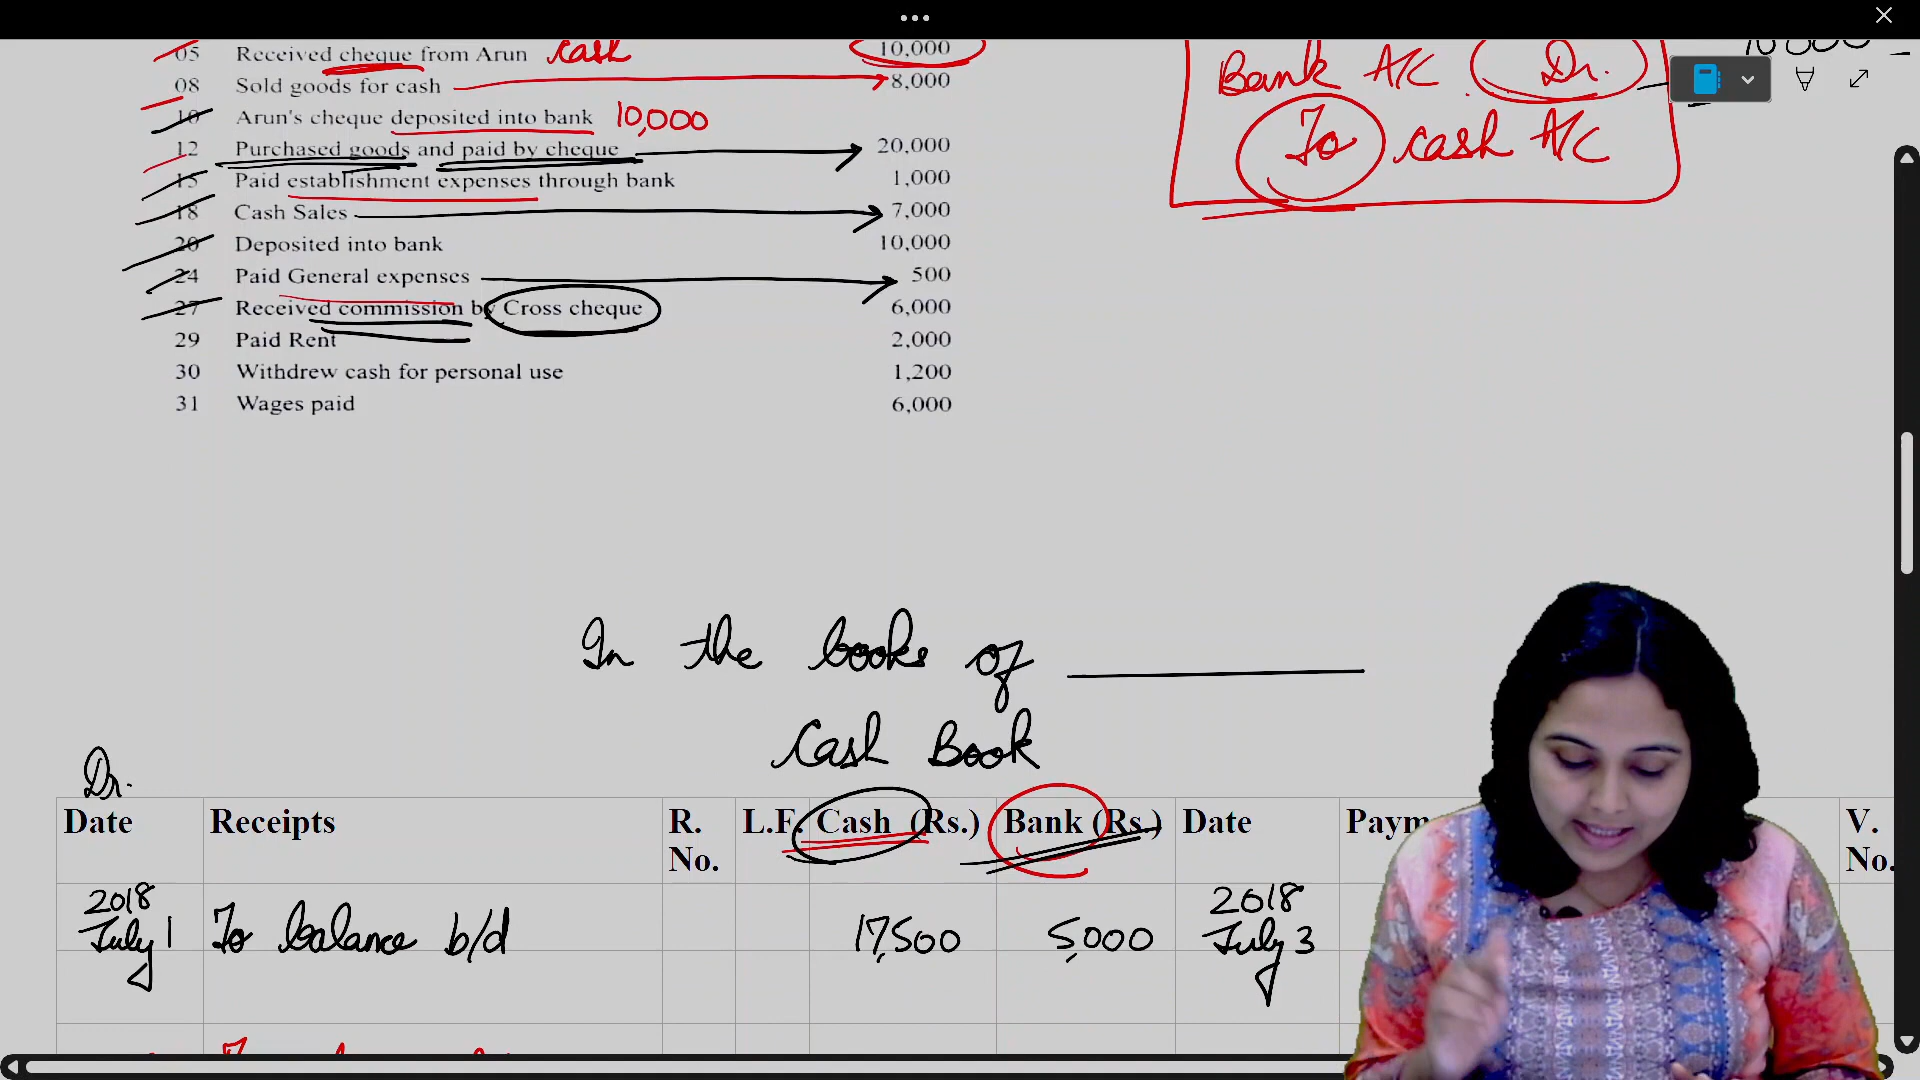 05 Received cheque from Arun cash 10,000
08 Sold goods for cash 8,000
10 Arun's cheque deposited into bank 10,000
12 Purchased goods and paid by cheque 20,000
15 Paid establishment expenses through bank 1,000
18 Cash Sales 7,000
20 Deposited into bank 10,000
24 Paid General expenses 500
27 Received commission by Cross cheque 6,000
29 Paid Rent 2,000
30 Withdrew cash for personal use 1,200
31 Wages paid 6,000
Bank A/C Dr.
To cash A/C
In the books of
Cash Book
Dr.
Date Receipts R. No. L.F. Cash (Rs.) Bank (Rs.) Date V. No.
2018 July 1 To balance b/d 17,500 5,000 2018 July 3